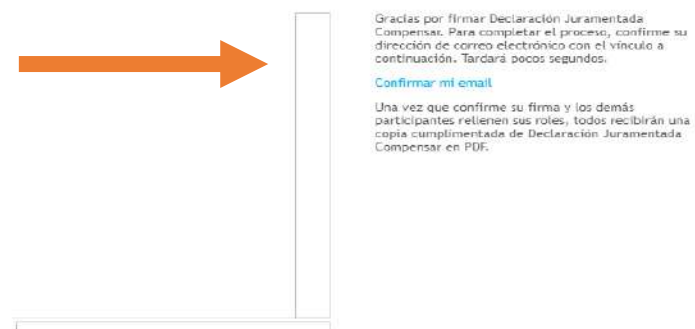 Gracias por firmar Declaración Juramentada
Compensar. Para completar el proceso, confirme su
dirección de correo electrónico con el vínculo a
continuación. Tardará pocos segundos.
Confirmar mi email
Una vez que confirme su firma y los demás
participantes rellenen sus roles, todos recibirán una
copia cumplimentada de Declaración Juramentada
Compensar en PDF.